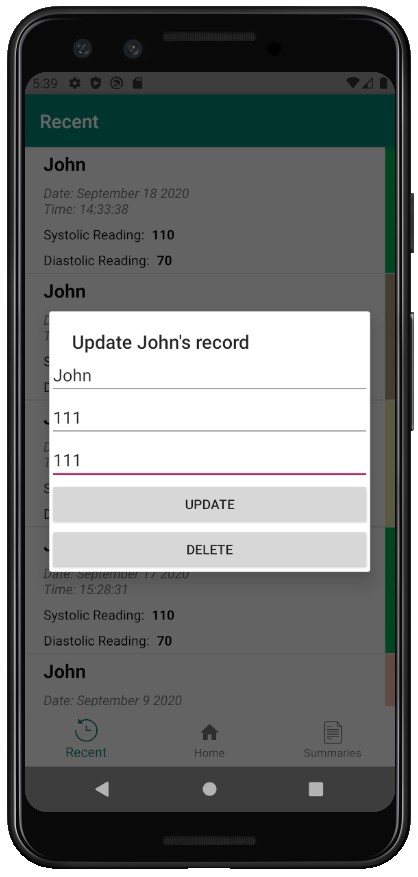 5:39
Recent
John
Date: September 18 2020
Time: 14:33:38
Systolic Reading: 110
Diastolic Reading: 70
John
Update John's record
John
111
111
UPDATE
DELETE
Date: September 17 2020
Time: 15:28:31
Systolic Reading: 110
Diastolic Reading: 70
John
Date: September 9 2020
Recent Home Summaries